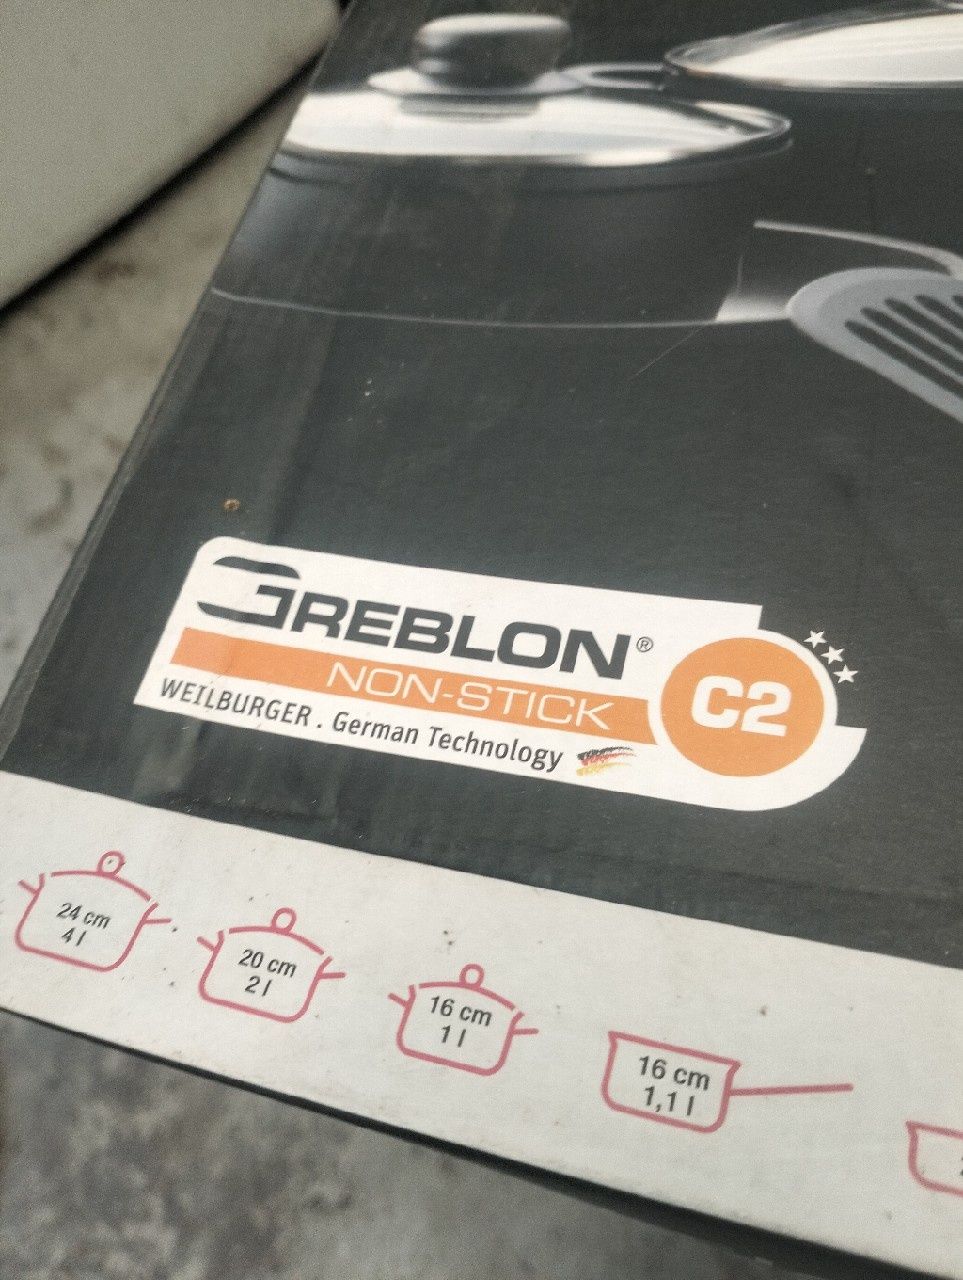 GREBLON®
NON-STICK
C2
WEILBURGER . German Technology
24 cm
4 l
20 cm
2 l
16 cm
1 l
16 cm
1,1 l